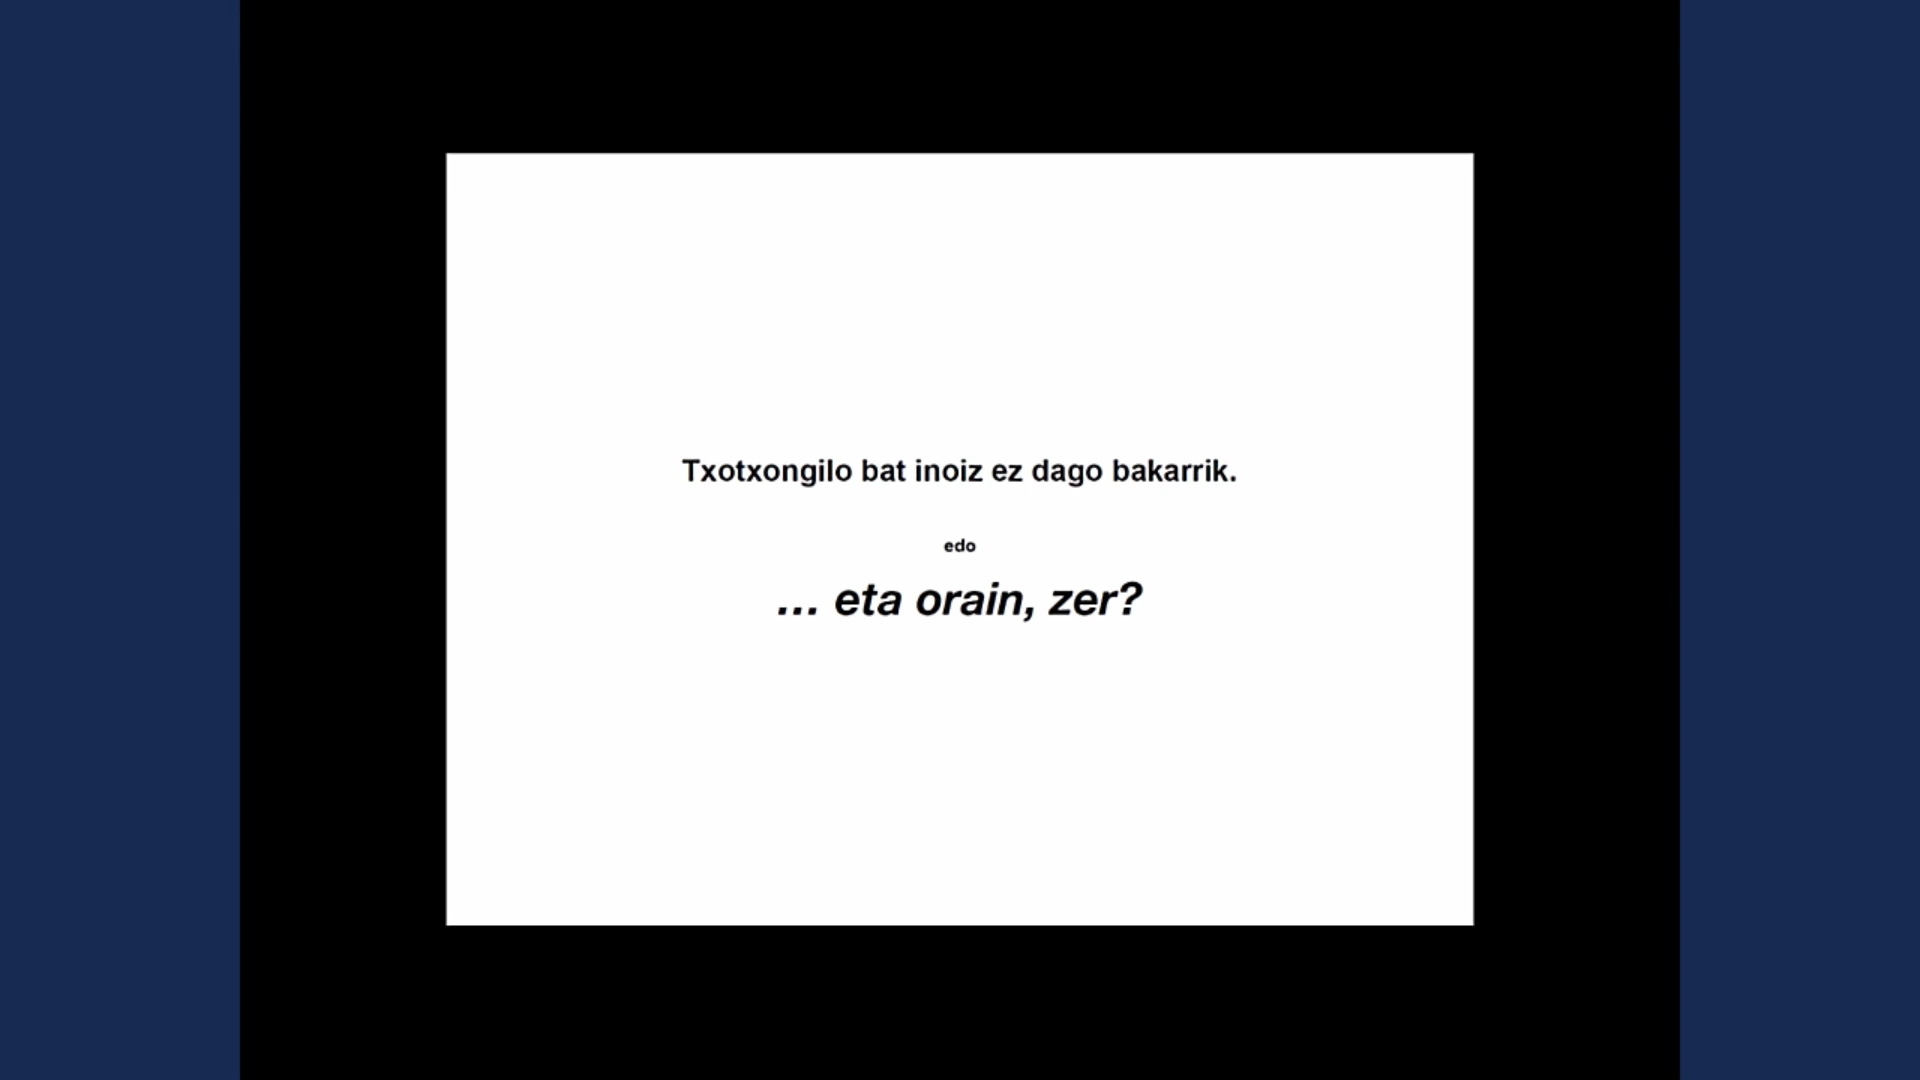 Txotxongilo bat inoiz ez dago bakarrik.
edo
... eta orain, zer?